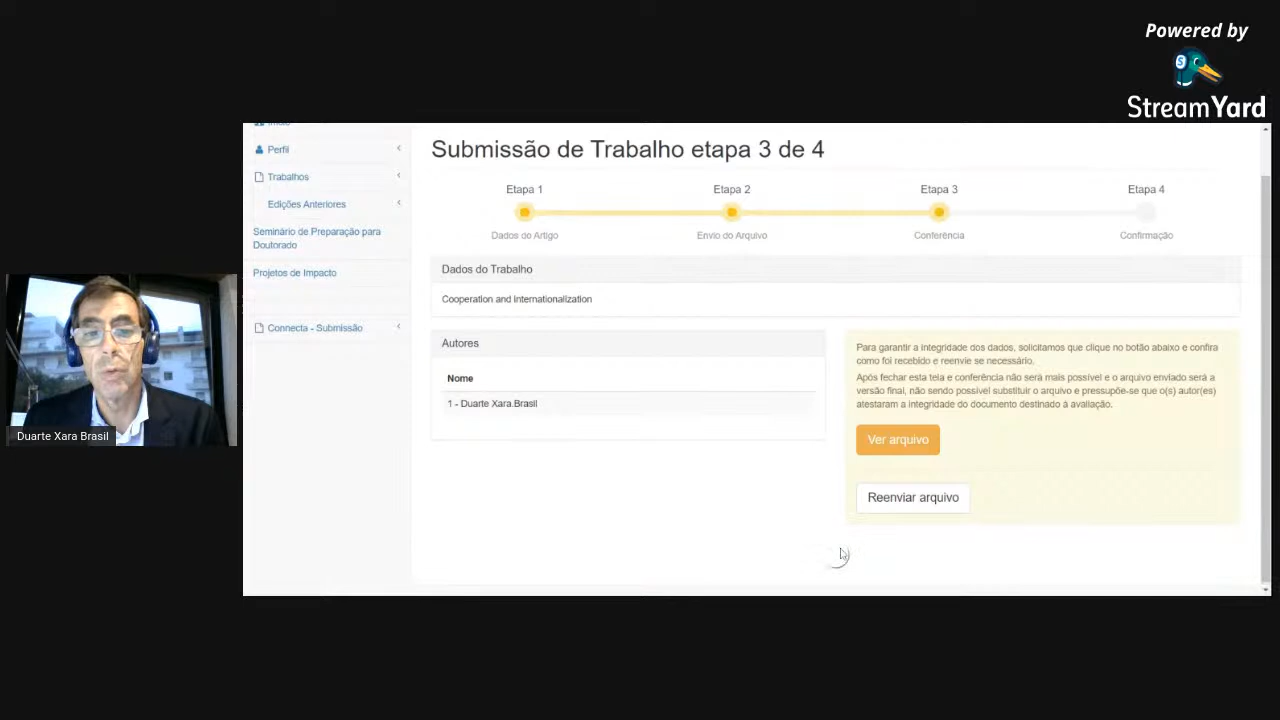 Powered by
StreamYard
Início
Perfil
Trabalhos
Edições Anteriores
Seminário de Preparação para
Doutorado
Projetos de Impacto
Connecta - Submissão
Submissão de Trabalho etapa 3 de 4
Etapa 1
Etapa 2
Etapa 3
Etapa 4
Dados do Artigo
Envio do Arquivo
Conferência
Confirmação
Dados do Trabalho
Cooperation and internationalization
Autores
Nome
1 - Duarte Xara.Brasil
Para garantir a integridade dos dados, solicitamos que clique no botão abaixo e confira
como foi recebido e reenvie se necessário.
Após fechar esta tela e conferência não será mais possível e o arquivo enviado será a
versão final, não sendo possível substituir o arquivo e pressupõe-se que o(s) autor(es)
atestaram a integridade do documento destinado à avaliação.
Ver arquivo
Reenviar arquivo
Duarte Xara Brasil